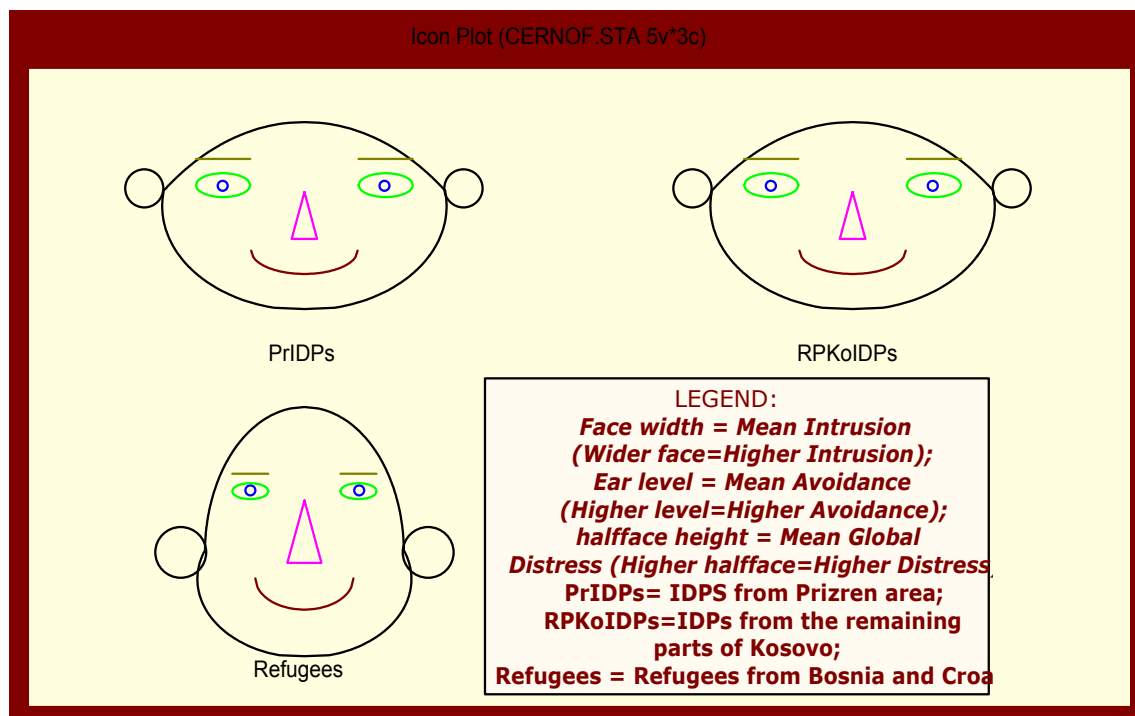 Icon Plot (CERNOF.STA 5v*3c)
PrIDPs
RPKoIDPs
Refugees
LEGEND:
Face width = Mean Intrusion
(Wider face=Higher Intrusion);
Ear level = Mean Avoidance
(Higher level=Higher Avoidance);
halfface height = Mean Global
Distress (Higher halfface=Higher Distress
PrIDPs= IDPS from Prizren area;
RPKoIDPs=IDPs from the remaining
parts of Kosovo;
Refugees = Refugees from Bosnia and Croa